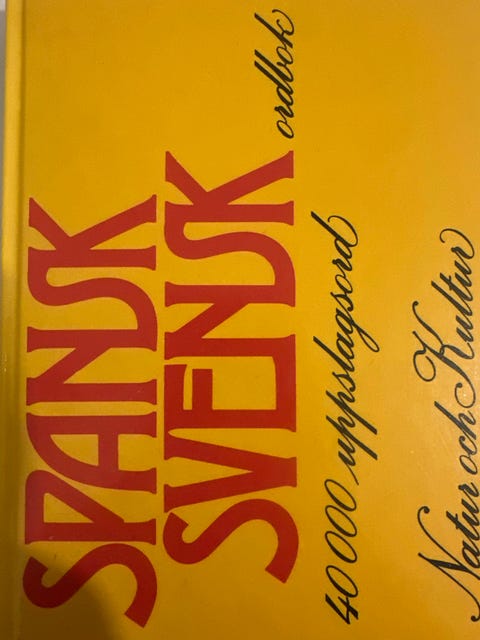 SPANSK
SVENSK ordbok
40 000 uppslagsord
Natur och Kultur